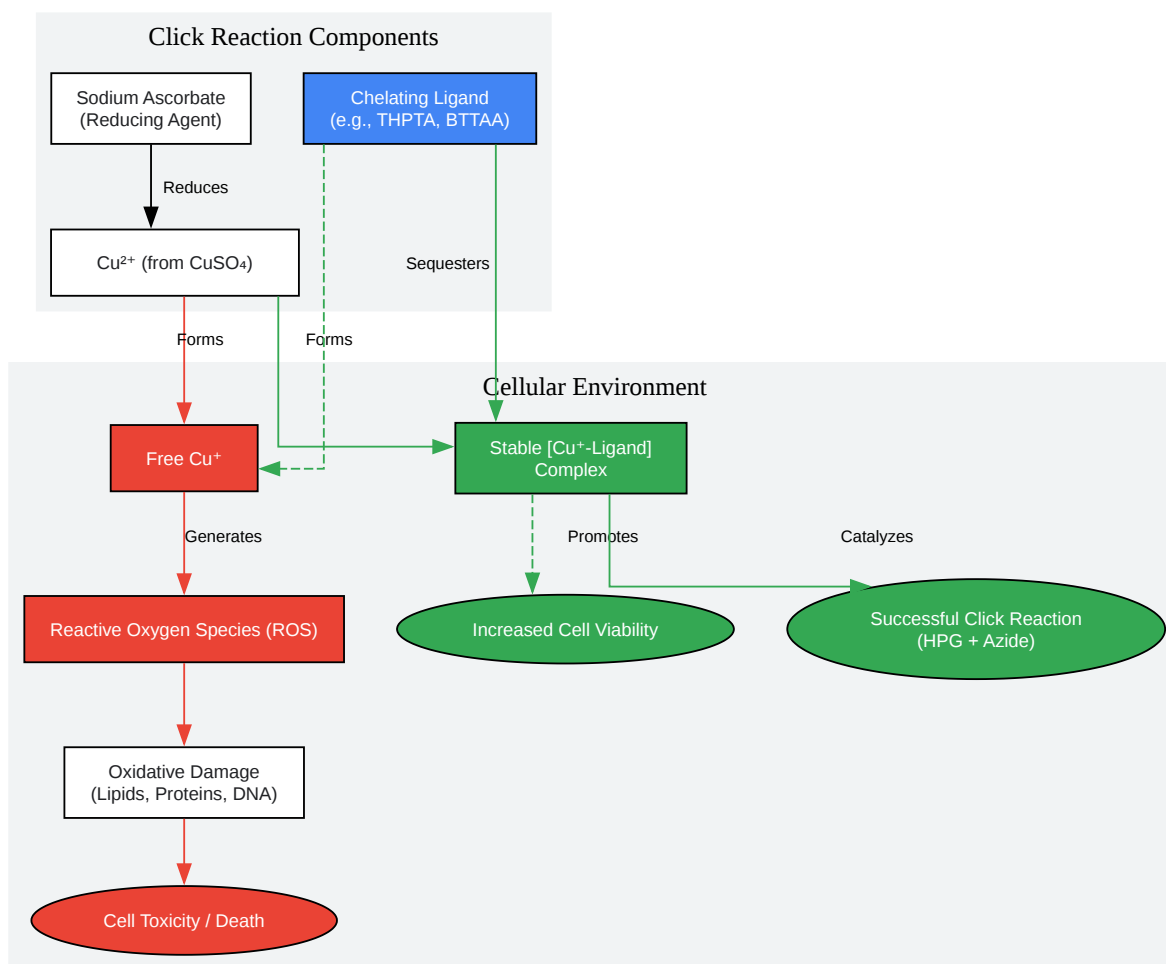 Click Reaction Components
Sodium Ascorbate
(Reducing Agent)
Chelating Ligand
(e.g., THPTA, BTTAA)
Reduces
Cu²⁺ (from CuSO₄)
Sequesters
Forms
Forms
Cellular Environment
Free Cu⁺
Stable [Cu⁺-Ligand]
Complex
Generates
Promotes
Catalyzes
Reactive Oxygen Species (ROS)
Increased Cell Viability
Successful Click Reaction
(HPG + Azide)
Oxidative Damage
(Lipids, Proteins, DNA)
Cell Toxicity / Death